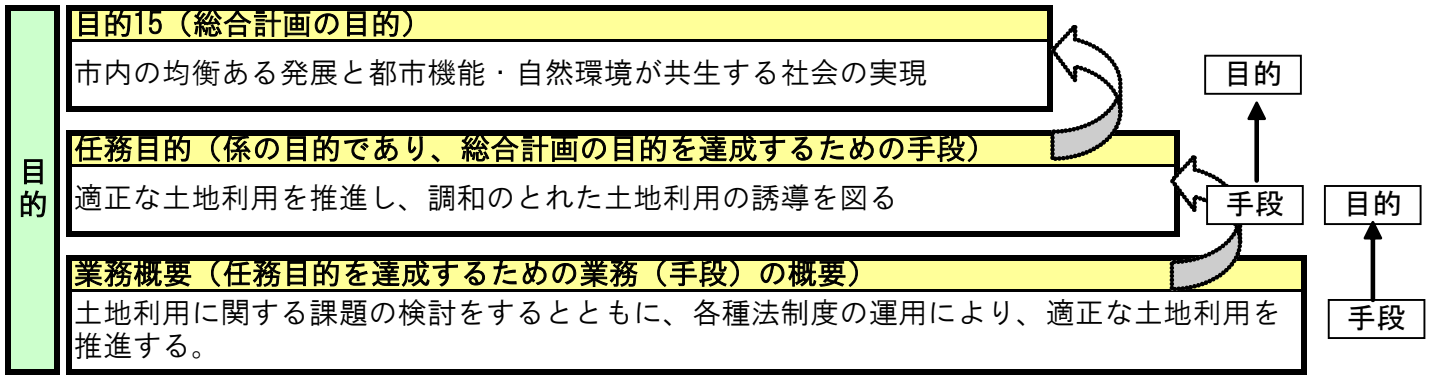 目的
目的15（総合計画の目的）
市内の均衡ある発展と都市機能・自然環境が共生する社会の実現
任務目的（係の目的であり、総合計画の目的を達成するための手段）
適正な土地利用を推進し、調和のとれた土地利用の誘導を図る
業務概要（任務目的を達成するための業務（手段）の概要）
土地利用に関する課題の検討をするとともに、各種法制度の運用により、適正な土地利用を
推進する。
目的
手段
目的
手段